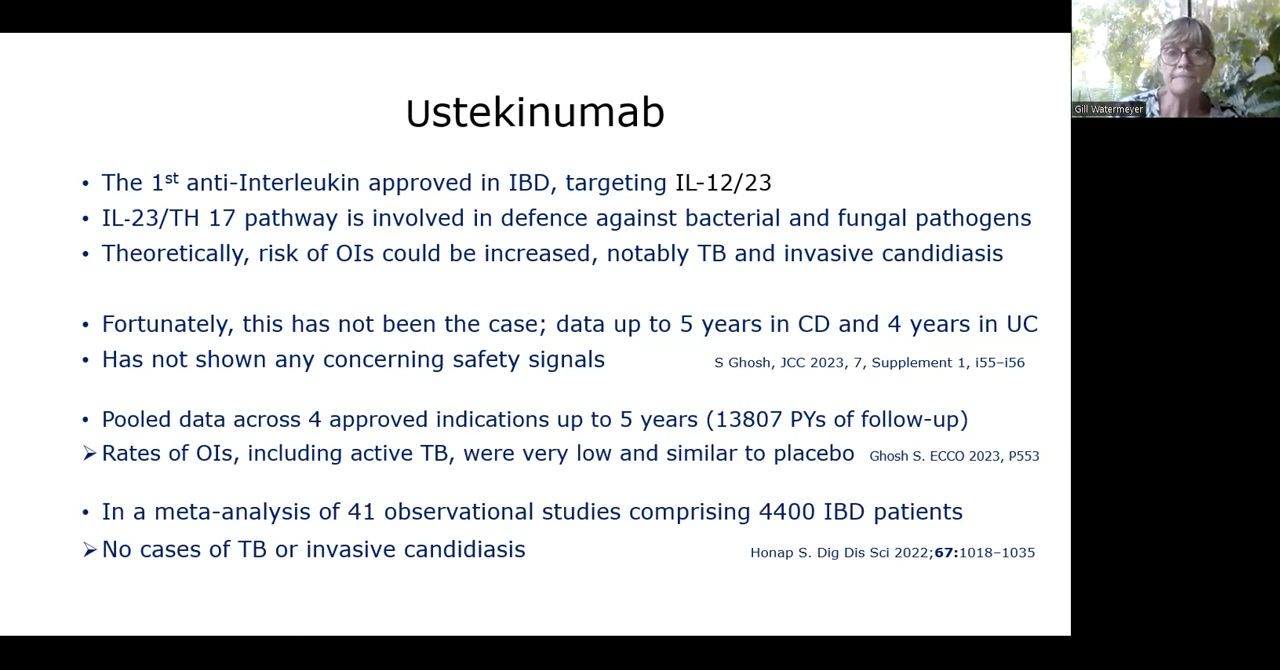 Ustekinumab
• The 1st anti-Interleukin approved in IBD, targeting IL-12/23
• IL-23/TH 17 pathway is involved in defence against bacterial and fungal pathogens
• Theoretically, risk of OIs could be increased, notably TB and invasive candidiasis
• Fortunately, this has not been the case; data up to 5 years in CD and 4 years in UC
• Has not shown any concerning safety signals S Ghosh, JCC 2023, 7, Supplement 1, i55–i56
• Pooled data across 4 approved indications up to 5 years (13807 PYs of follow-up)
➢ Rates of OIs, including active TB, were very low and similar to placebo Ghosh S. ECCO 2023, P553
• In a meta-analysis of 41 observational studies comprising 4400 IBD patients
➢ No cases of TB or invasive candidiasis Honap S. Dig Dis Sci 2022;67:1018–1035
Gill Watermeyer